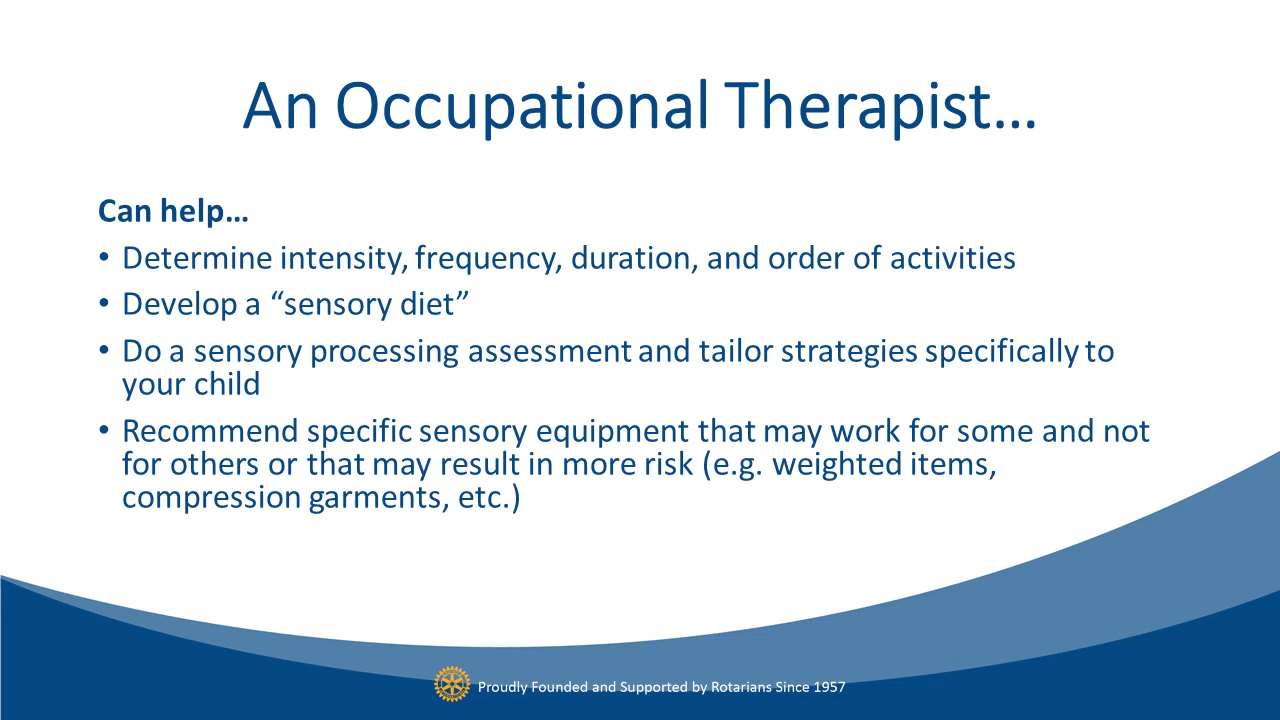 An Occupational Therapist…
Can help…
• Determine intensity, frequency, duration, and order of activities
• Develop a “sensory diet”
• Do a sensory processing assessment and tailor strategies specifically to
your child
• Recommend specific sensory equipment that may work for some and not
for others or that may result in more risk (e.g. weighted items,
compression garments, etc.)
Proudly Founded and Supported by Rotarians Since 1957